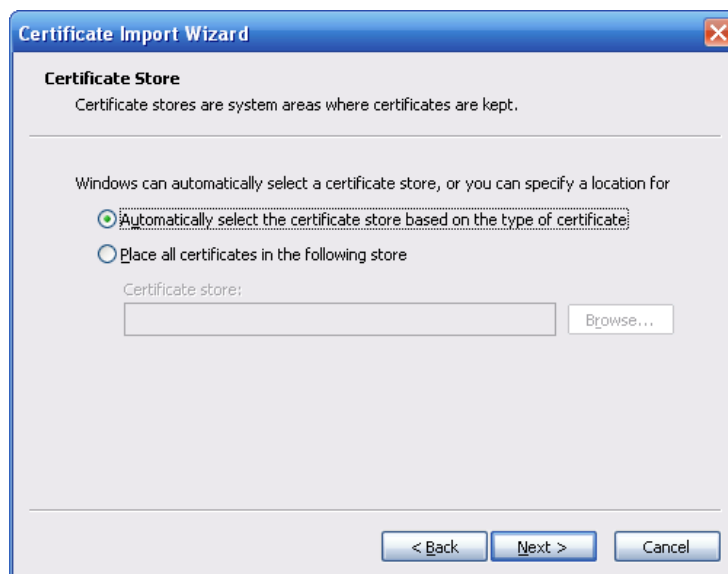 Certificate Import Wizard
Certificate Store
Certificate stores are system areas where certificates are kept.
Windows can automatically select a certificate store, or you can specify a location for
Automatically select the certificate store based on the type of certificate
Place all certificates in the following store
Certificate store:
Browse...
< Back Next > Cancel